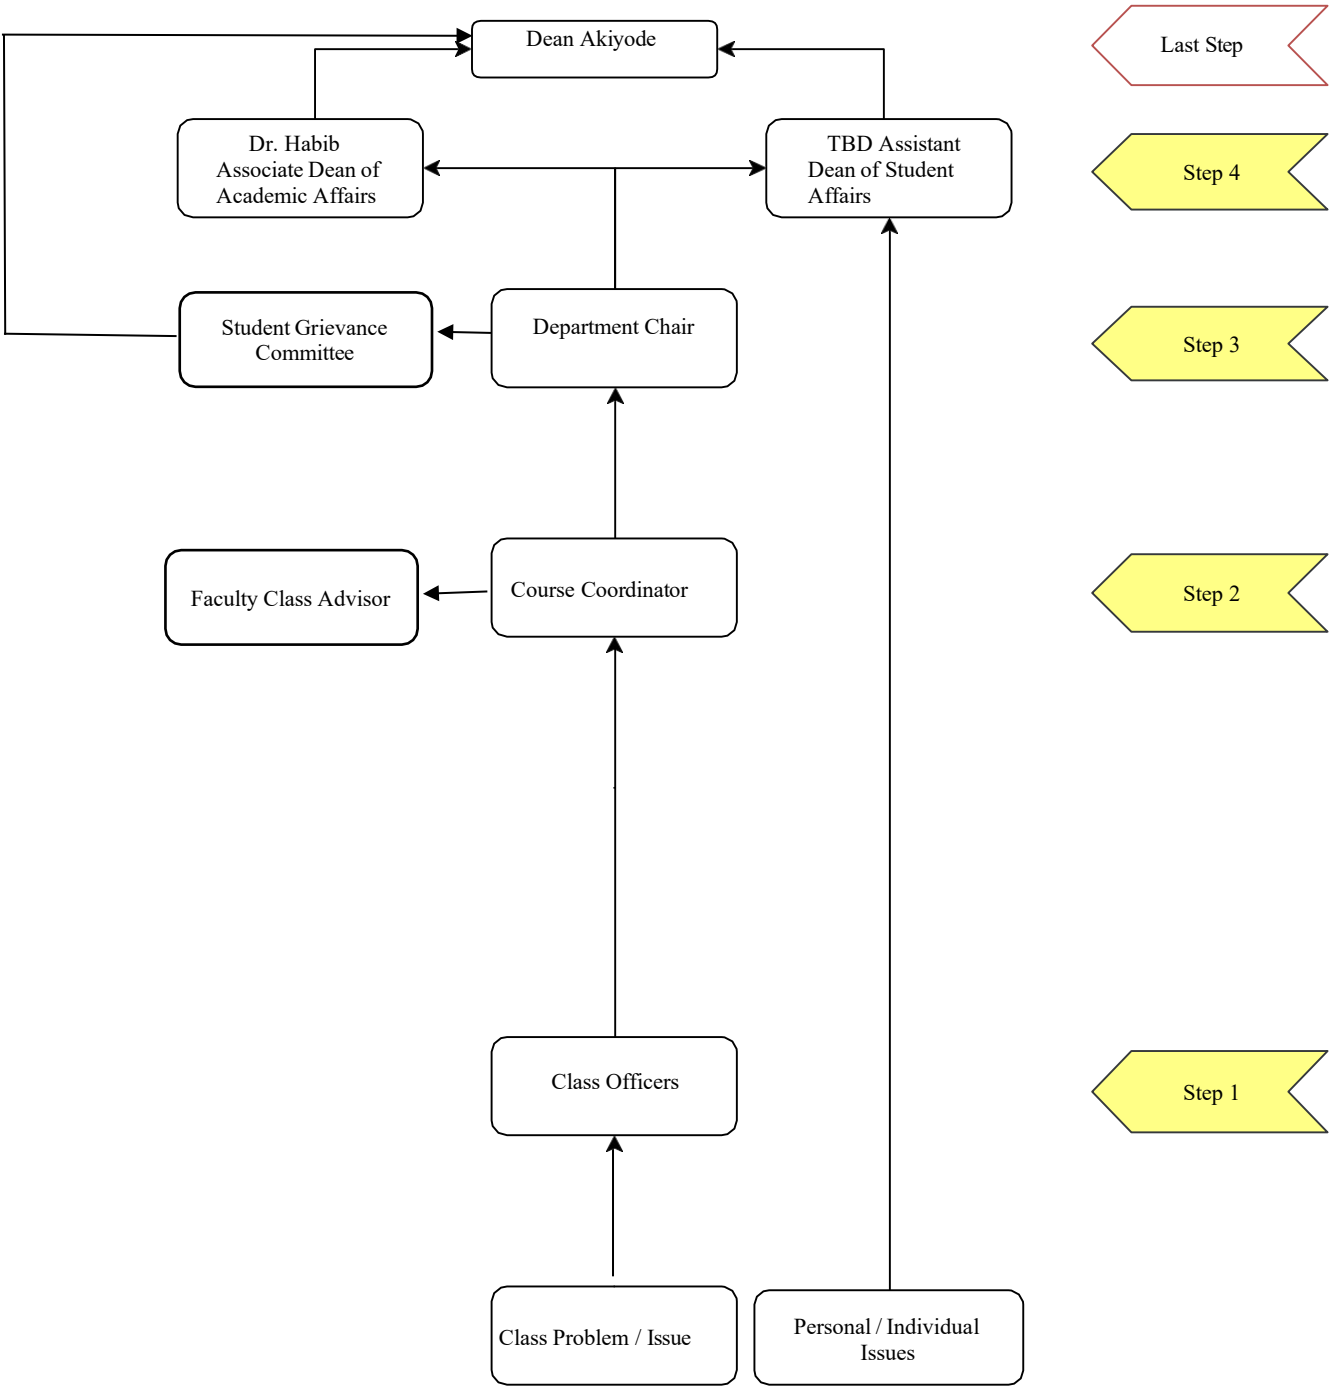 Dean Akiyode
Last Step
Dr. Habib
Associate Dean of
Academic Affairs
TBD Assistant
Dean of Student
Affairs
Step 4
Student Grievance
Committee
Department Chair
Step 3
Faculty Class Advisor
Course Coordinator
Step 2
Class Officers
Step 1
Class Problem / Issue
Personal / Individual
Issues